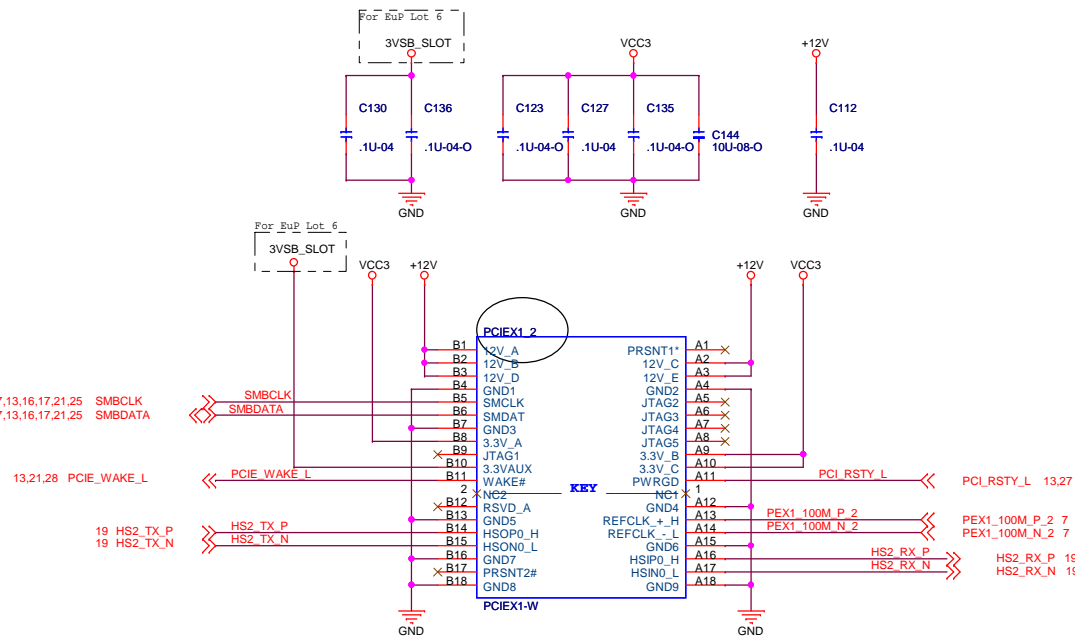 For EuP Lot 6
3VSB_SLOT VCC3 +12V
C130 C136 C123 C127 C135 C112
C144
.1U-04 .1U-04-O .1U-04-O .1U-04 .1U-04-O 10U-08-O .1U-04
GND GND GND
For EuP Lot 6
3VSB_SLOT
VCC3 +12V +12V VCC3
PCIEX1_2
B1 12V_A PRSNT1* A1
B2 12V_B 12V_C A2
B3 12V_D 12V_E A3
B4 GND1 GND2 A4
7,13,16,17,21,25 SMBCLK SMBCLK B5 SMCLK JTAG2 A5
7,13,16,17,21,25 SMBDATA SMBDATA B6 SMDAT JTAG3 A6
B7 GND3 JTAG4 A7
B8 3.3V_A JTAG5 A8
B9 JTAG1 3.3V_B A9
B10 3.3VAUX 3.3V_C A10
13,21,28 PCIE_WAKE_L PCIE_WAKE_L B11 WAKE# PWRGD A11 PCI_RSTY_L PCI_RSTY_L 13,27
2 NC2 KEY NC1 1
B12 RSVD_A GND4 A12
B13 GND5 REFCLK_+_H A13 PEX1_100M_P_2 PEX1_100M_P_2 7
19 HS2_TX_P HS2_TX_P B14 HSOP0_H REFCLK_-_L A14 PEX1_100M_N_2 PEX1_100M_N_2 7
19 HS2_TX_N HS2_TX_N B15 HSON0_L GND6 A15
B16 GND7 HSIP0_H A16 HS2_RX_P HS2_RX_P 19
B17 PRSNT2# HSIN0_L A17 HS2_RX_N HS2_RX_N 19
B18 GND8 GND9 A18
PCIEX1-W
GND GND